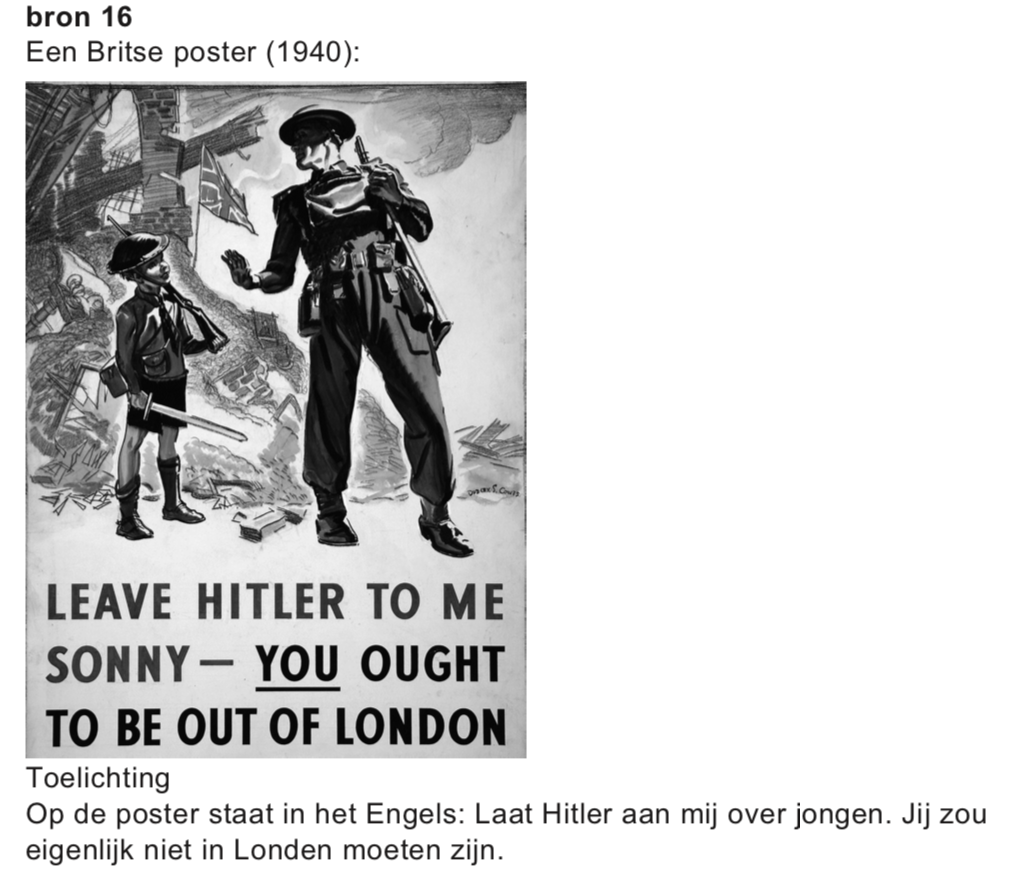 bron 16
Een Britse poster (1940):
LEAVE HITLER TO ME
SONNY – YOU OUGHT
TO BE OUT OF LONDON
Toelichting
Op de poster staat in het Engels: Laat Hitler aan mij over jongen. Jij zou
eigenlijk niet in Londen moeten zijn.